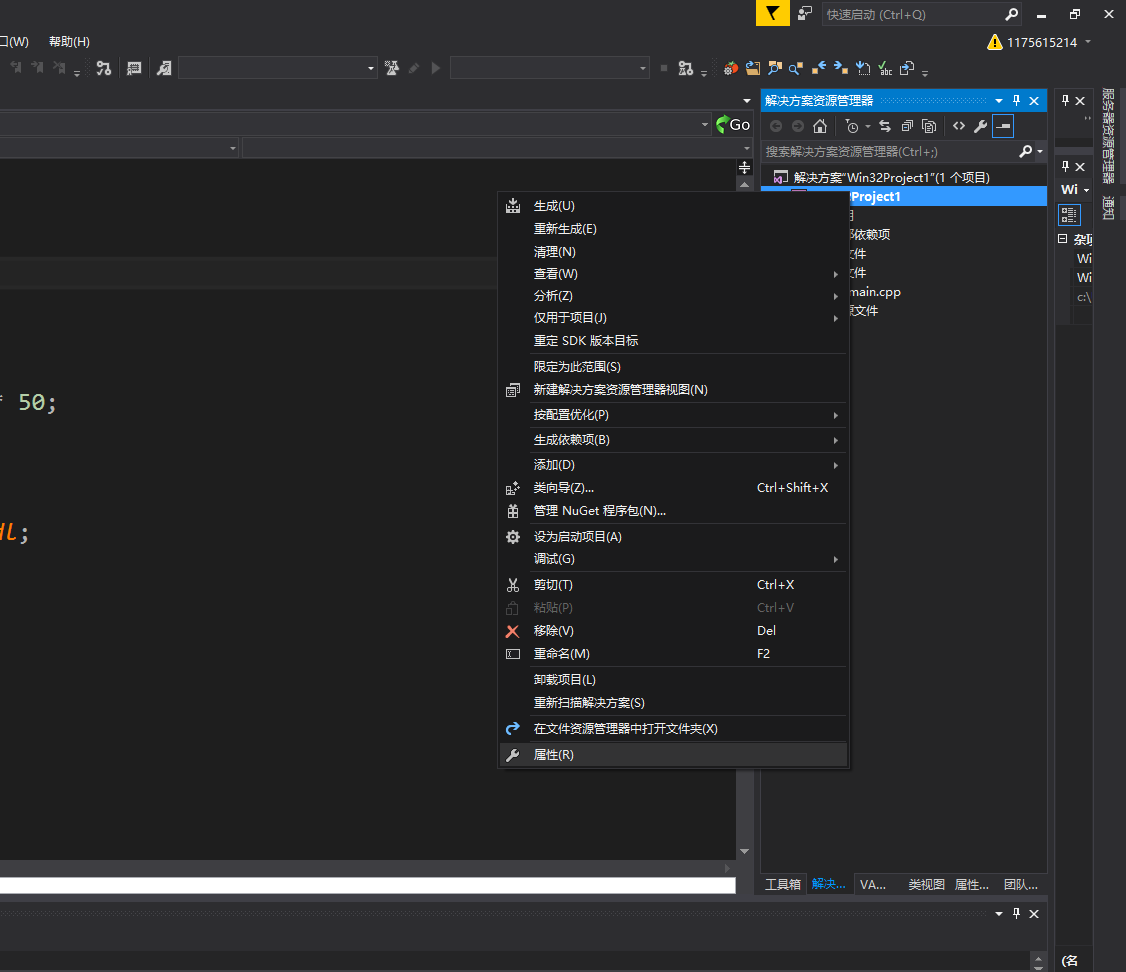 快速启动 (Ctrl+Q)
口(W) 帮助(H)
1175615214
Go
解决方案资源管理器
搜索解决方案资源管理器(Ctrl+;)
解决方案"Win32Project1"(1 个项目)
Project1
依赖项
文件
文件
main.cpp
文件
生成(U)
重新生成(E)
清理(N)
查看(W)
分析(Z)
仅用于项目(J)
重定 SDK 版本目标
限定为此范围(S)
新建解决方案资源管理器视图(N)
按配置优化(P)
生成依赖项(B)
添加(D)
类向导(Z)... Ctrl+Shift+X
管理 NuGet 程序包(N)...
设为启动项目(A)
调试(G)
剪切(T) Ctrl+X
粘贴(P) Ctrl+V
移除(V) Del
重命名(M) F2
卸载项目(L)
重新扫描解决方案(S)
在文件资源管理器中打开文件夹(X)
属性(R)
50;
l;
Wi
杂项
Wi
Wi
c:\
服务器资源管理器
通知
工具箱 解决... VA... 类视图 属性... 团队...
(名